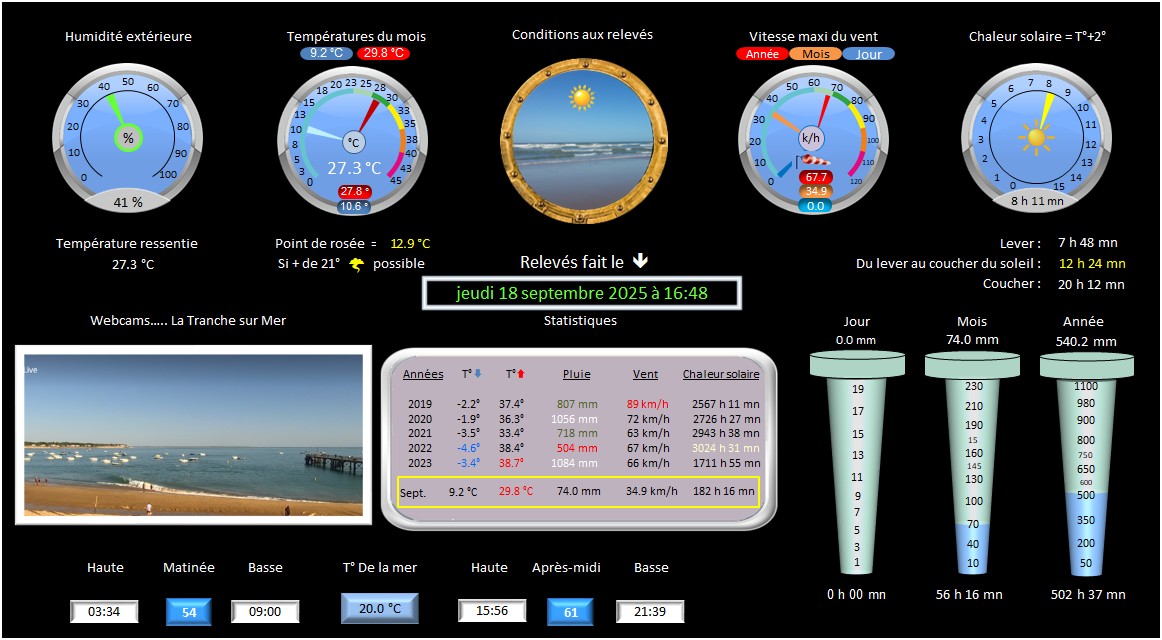 Humidité extérieure
0 10 20 30 40 50 60 70 80 90 100
%
41 %
Températures du mois
9.2 °C 29.8 °C
0 3 5 8 10 13 15 18 20 23 25 28 30 33 35 38 40 43 45
°C
27.3 °C
27.8 °
10.6 °
Conditions aux relevés
Vitesse maxi du vent
Année Mois Jour
0 10 20 30 40 50 60 70 80 90 100 110 120
k/h
67.7
34.9
0.0
Chaleur solaire = T°+2°
0 1 2 3 4 5 6 7 8 9 10 11 12 13 14 15
8 h 11 mn
Température ressentie
27.3 °C
Point de rosée = 12.9 °C
Si + de 21° possible
Relevés fait le
jeudi 18 septembre 2025 à 16:48
Lever : 7 h 48 mn
Du lever au coucher du soleil : 12 h 24 mn
Coucher : 20 h 12 mn
Webcams….. La Tranche sur Mer
Live
Statistiques
Années T° T° Pluie Vent Chaleur solaire
2019 -2.2° 37.4° 807 mm 89 km/h 2567 h 11 mn
2020 -1.9° 36.3° 1056 mm 72 km/h 2726 h 27 mn
2021 -3.5° 33.4° 718 mm 63 km/h 2943 h 38 mn
2022 -4.6° 38.4° 504 mm 67 km/h 3024 h 31 mn
2023 -3.4° 38.7° 1084 mm 66 km/h 1711 h 55 mn
Sept. 9.2 °C 29.8 °C 74.0 mm 34.9 km/h 182 h 16 mn
Jour
0.0 mm
19
17
15
13
11
9
7
5
3
1
0 h 00 mn
Mois
74.0 mm
230
210
190
15
160
145
130
100
70
40
10
56 h 16 mn
Année
540.2 mm
1100
980
900
800
750
650
600
500
350
200
50
502 h 37 mn
Haute Matinée Basse
03:34 54 09:00
T° De la mer
20.0 °C
Haute Après-midi Basse
15:56 61 21:39